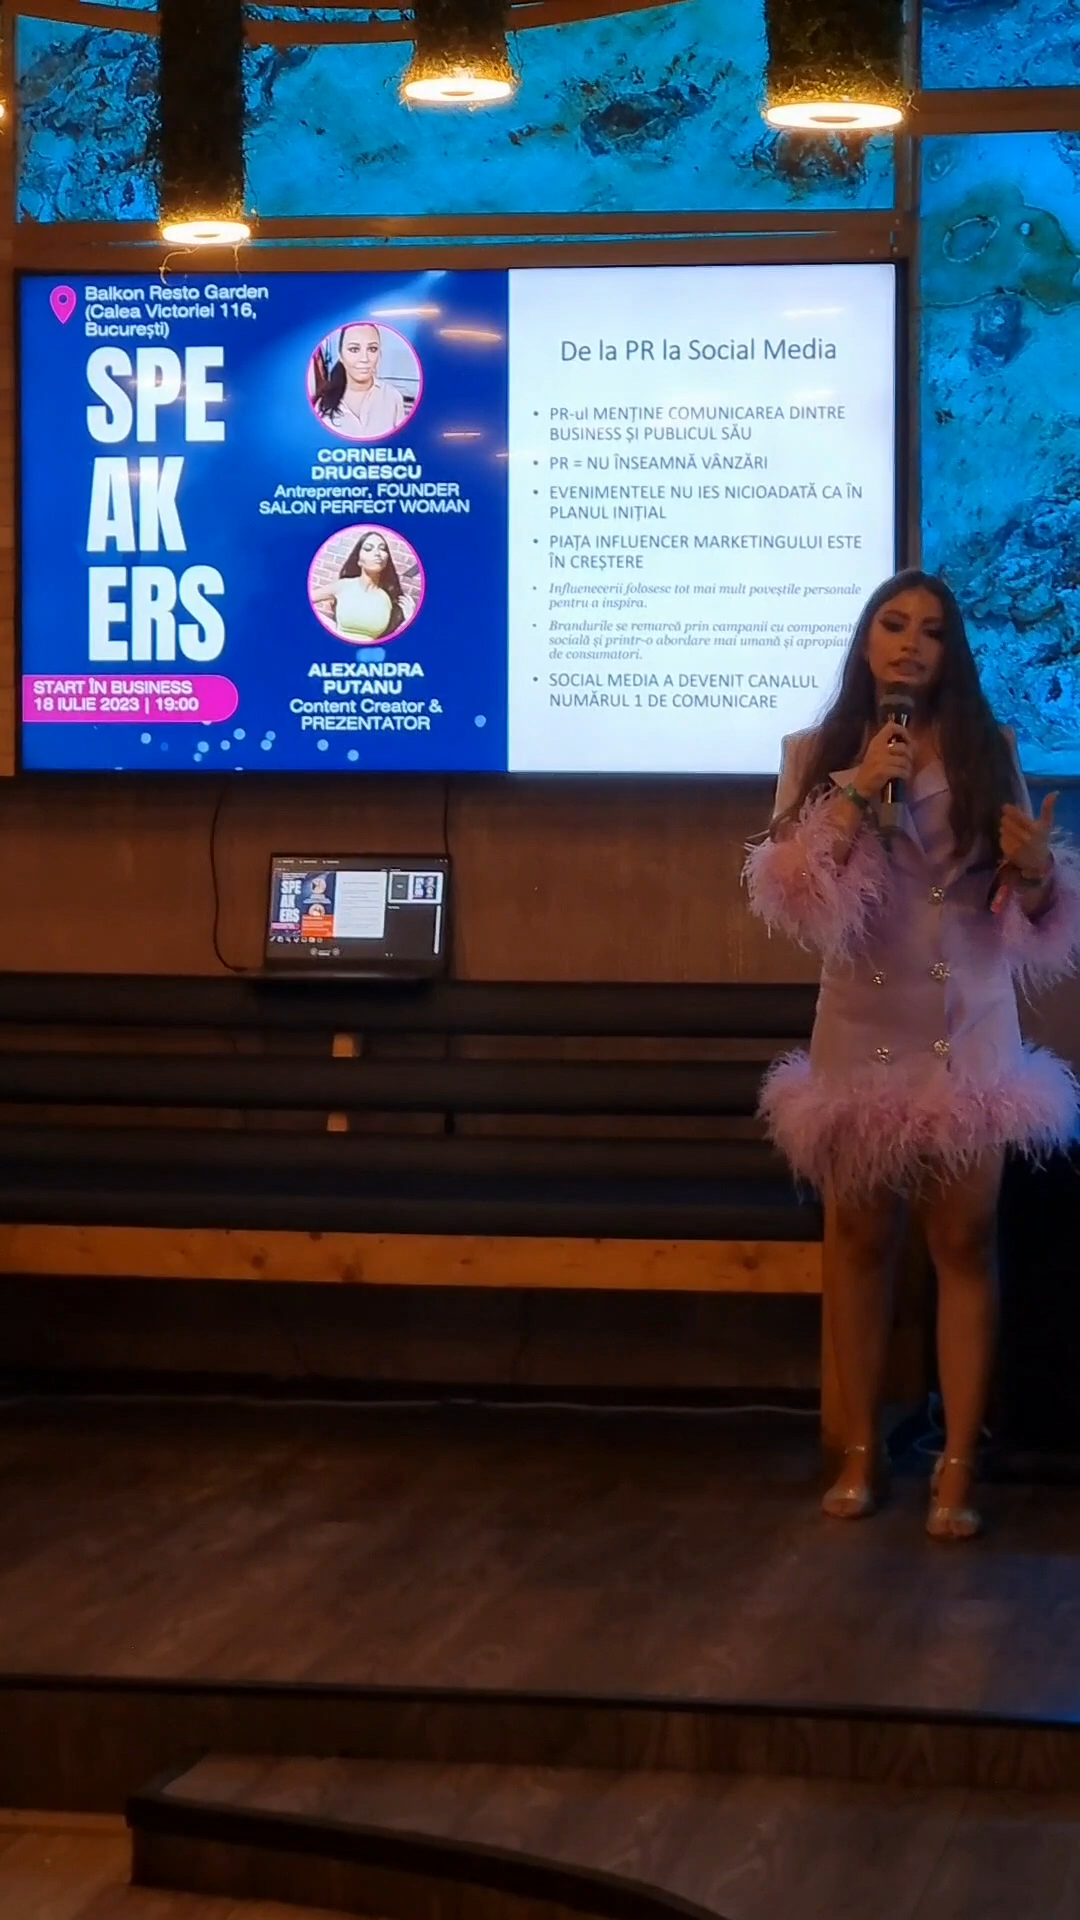 Balkon Resto Garden
(Calea Victoriei 116,
București)
SPE
AK
ERS
START ÎN BUSINESS
18 IULIE 2023 | 19:00
CORNELIA
DRUGESCU
Antreprenor, FOUNDER
SALON PERFECT WOMAN
ALEXANDRA
PUTANU
Content Creator &
PREZENTATOR
De la PR la Social Media
• PR-ul MENȚINE COMUNICAREA DINTRE
BUSINESS ȘI PUBLICUL SĂU
• PR = NU ÎNSEAMNĂ VÂNZĂRI
• EVENIMENTELE NU IES NICIOADATĂ CA ÎN
PLANUL INIȚIAL
• PIAȚA INFLUENCER MARKETINGULUI ESTE
ÎN CREȘTERE
• Influenecerii folosesc tot mai mult poveștile personale
pentru a inspira.
• Brandurile se remarcă prin campanii cu component
socială și printr-o abordare mai umană și apropiat
de consumatori.
• SOCIAL MEDIA A DEVENIT CANALUL
NUMĂRUL 1 DE COMUNICARE
SPE
AK
ERS